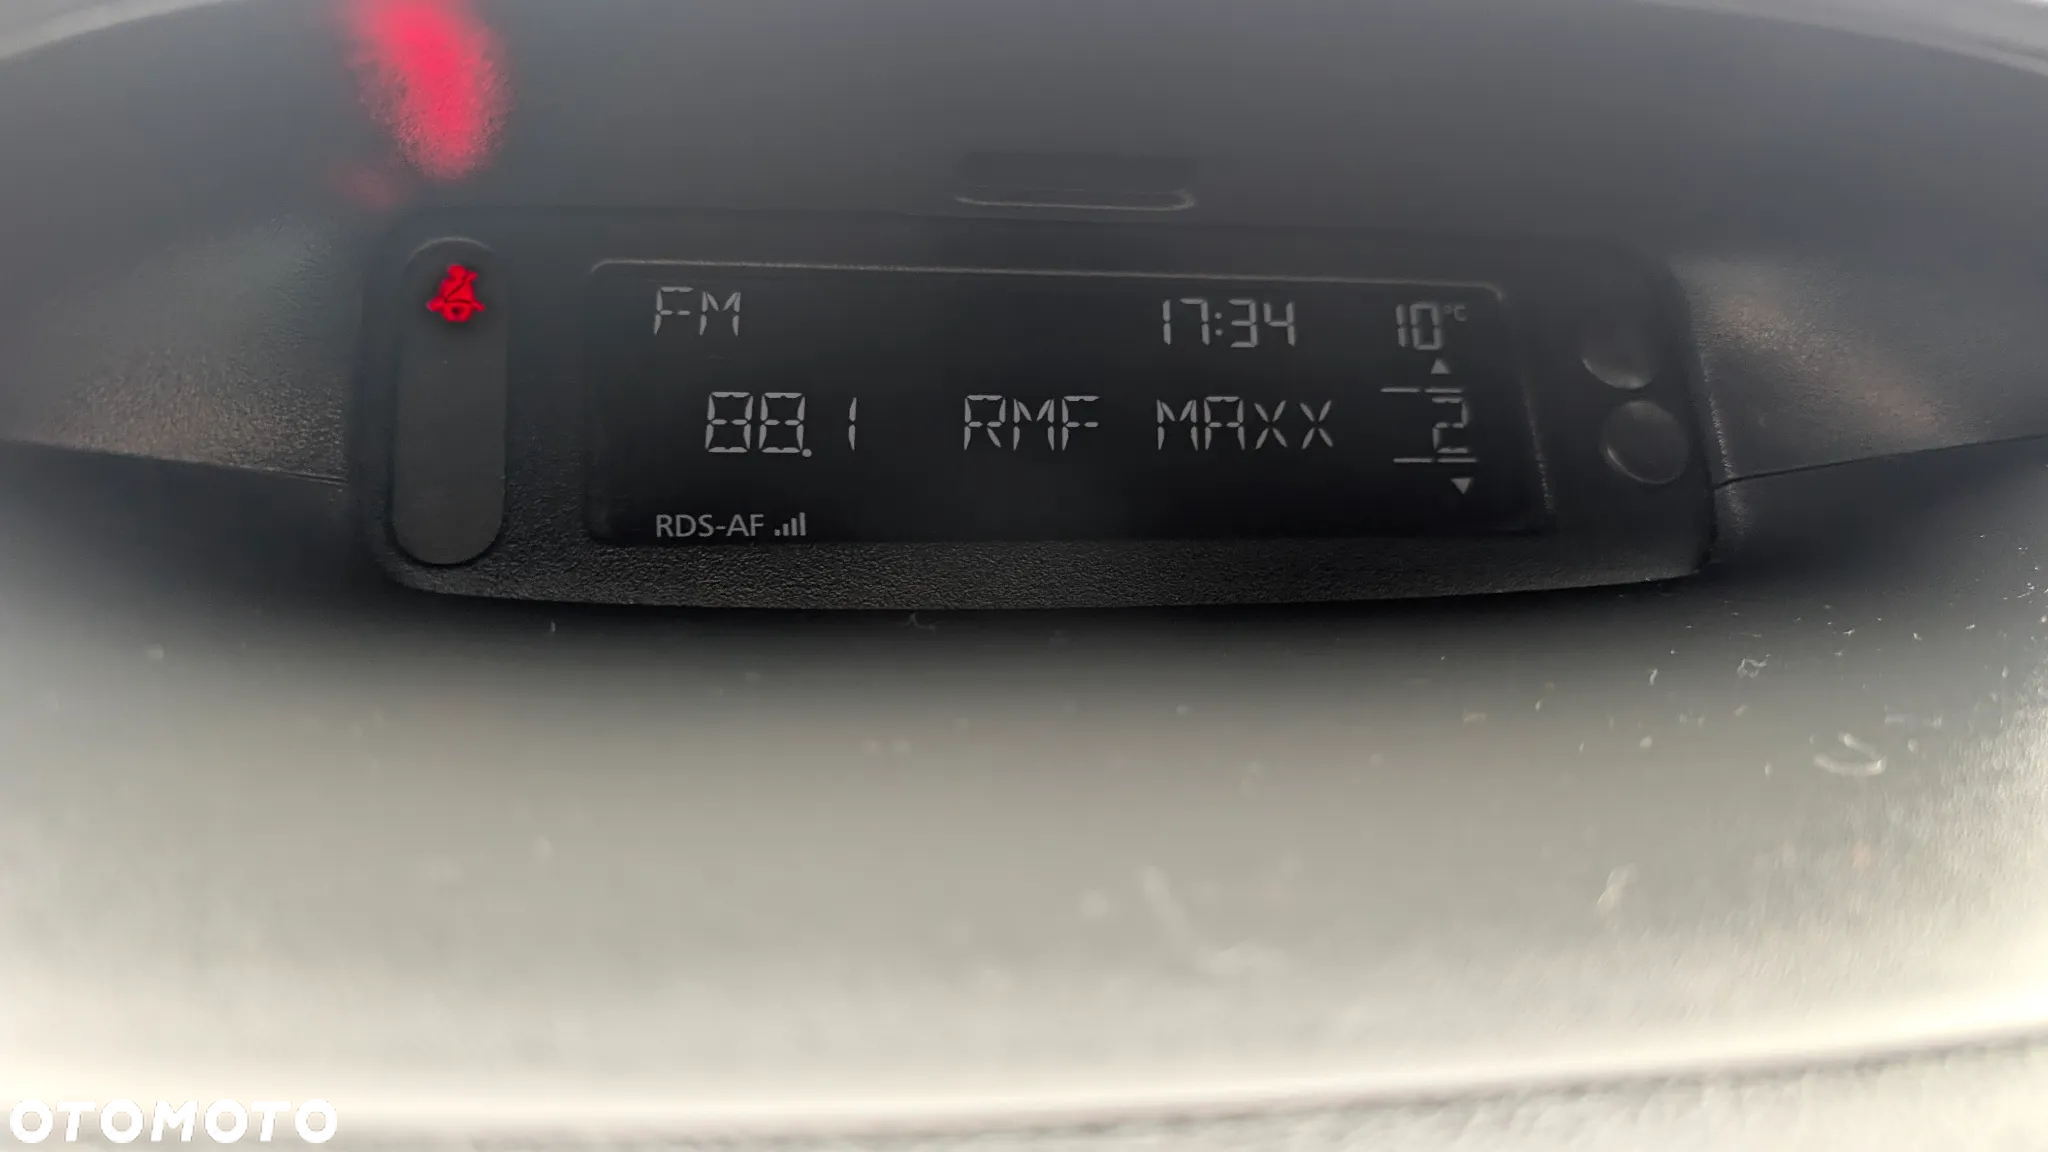 FM 17:34 10°C
88.1 RMF MAXX 2
RDS-AF
OTOMOTO